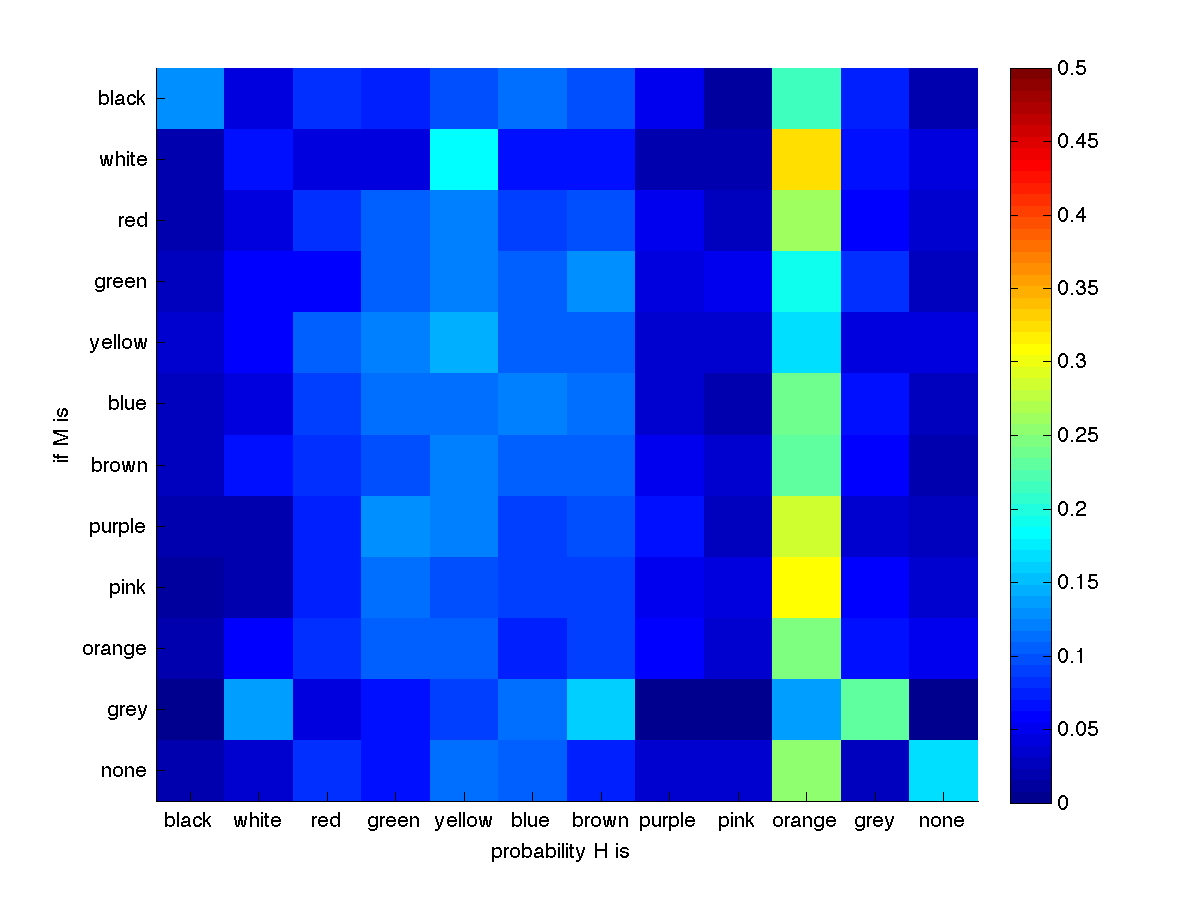 black
white
red
green
yellow
blue
brown
purple
pink
orange
grey
none
if M is
black white red green yellow blue brown purple pink orange grey none
probability H is
0.5
0.45
0.4
0.35
0.3
0.25
0.2
0.15
0.1
0.05
0